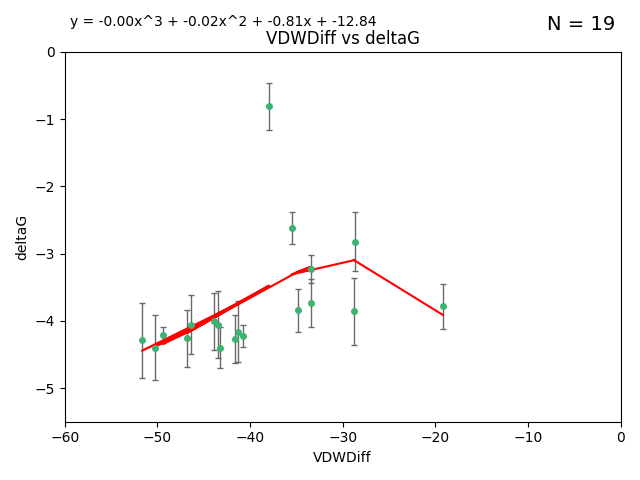 y = -0.00x^3 + -0.02x^2 + -0.81x + -12.84
N = 19
VDWDiff vs deltaG
0
−1
−2
−3
−4
−5
deltaG
−60 −50 −40 −30 −20 −10 0
VDWDiff